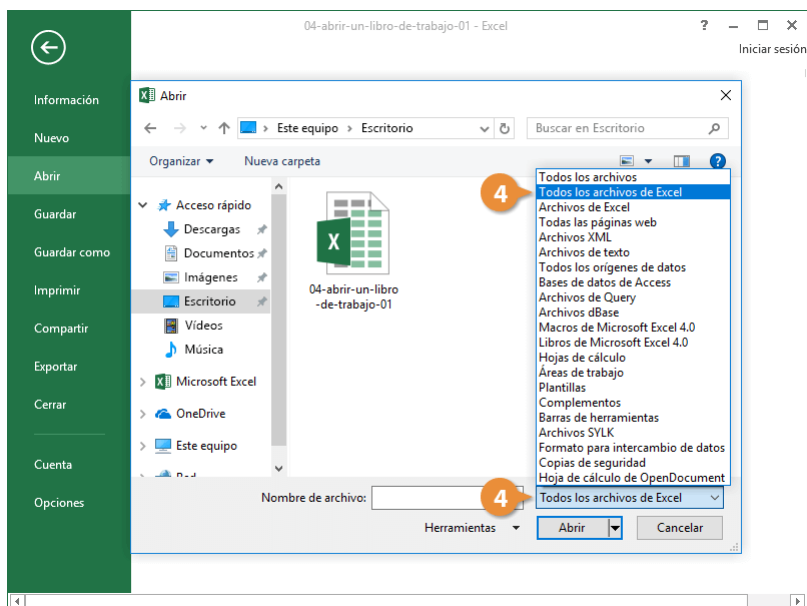 04-abrir-un-libro-de-trabajo-01 - Excel
?
Iniciar sesión
Información
Nuevo
Abrir
Guardar
Guardar como
Imprimir
Compartir
Exportar
Cerrar
Cuenta
Opciones
Abrir
Este equipo > Escritorio
Buscar en Escritorio
Organizar
Nueva carpeta
?
Acceso rápido
Descargas
Documentos
Imágenes
Escritorio
Vídeos
Música
Microsoft Excel
OneDrive
Este equipo
X
04-abrir-un-libro
-de-trabajo-01
4
Todos los archivos
Todos los archivos de Excel
Archivos de Excel
Todas las páginas web
Archivos XML
Archivos de texto
Todos los orígenes de datos
Bases de datos de Access
Archivos de Query
Archivos dBase
Macros de Microsoft Excel 4.0
Libros de Microsoft Excel 4.0
Hojas de cálculo
Áreas de trabajo
Plantillas
Complementos
Barras de herramientas
Archivos SYLK
Formato para intercambio de datos
Copias de seguridad
Hoja de cálculo de OpenDocument
Nombre de archivo:
4
Todos los archivos de Excel
Herramientas
Abrir
Cancelar